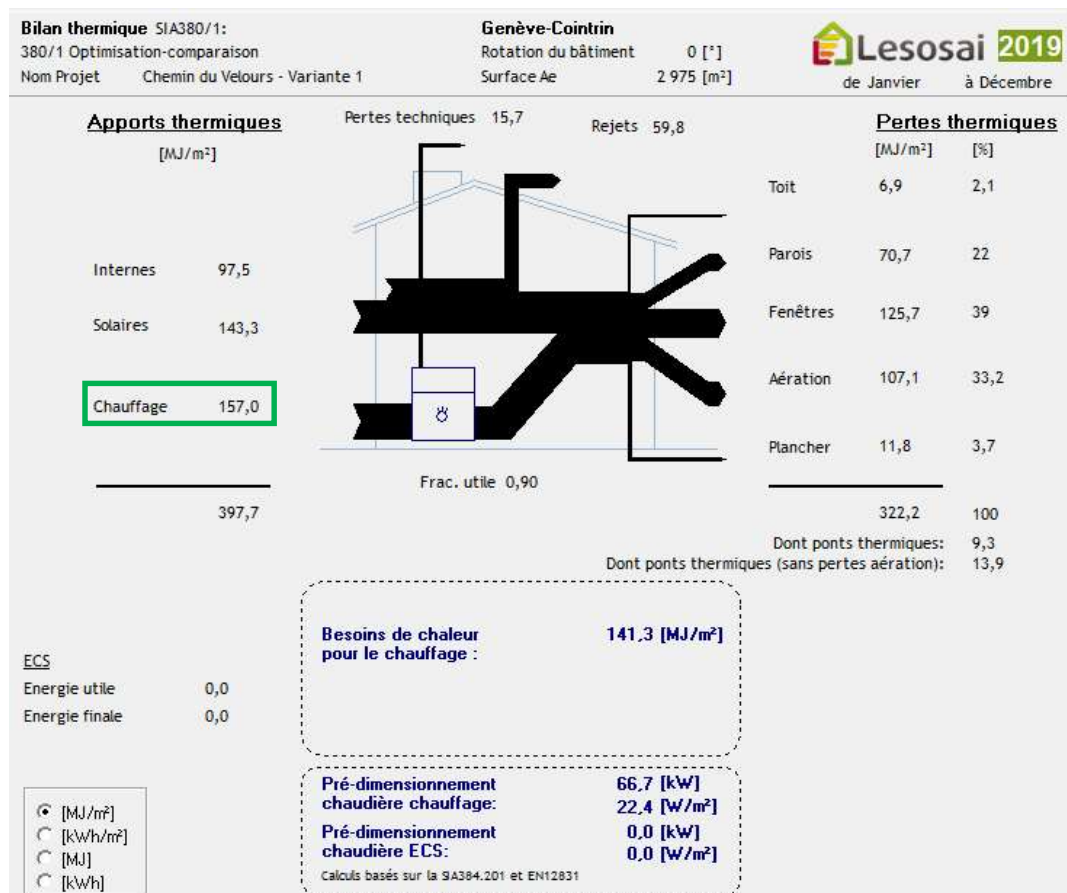 Bilan thermique SIA380/1:
380/1 Optimisation-comparaison
Nom Projet Chemin du Velours - Variante 1
Genève-Cointrin
Rotation du bâtiment 0 [°]
Surface Ae 2 975 [m²]
Lesosai 2019
de Janvier à Décembre
Apports thermiques
[MJ/m²]
Internes 97,5
Solaires 143,3
Chauffage 157,0
397,7
Pertes techniques 15,7
Rejets 59,8
Frac. utile 0,90
Pertes thermiques
[MJ/m²] [%]
Toit 6,9 2,1
Parois 70,7 22
Fenêtres 125,7 39
Aération 107,1 33,2
Plancher 11,8 3,7
322,2 100
Dont ponts thermiques: 9,3
Dont ponts thermiques (sans pertes aération): 13,9
Besoins de chaleur 141,3 [MJ/m²]
pour le chauffage :
ECS
Energie utile 0,0
Energie finale 0,0
Pré-dimensionnement 66,7 [kW]
chaudière chauffage: 22,4 [W/m²]
Pré-dimensionnement 0,0 [kW]
chaudière ECS: 0,0 [W/m²]
Calculs basés sur la SIA384.201 et EN12831
[MJ/m²]
[kWh/m²]
[MJ]
[kWh]